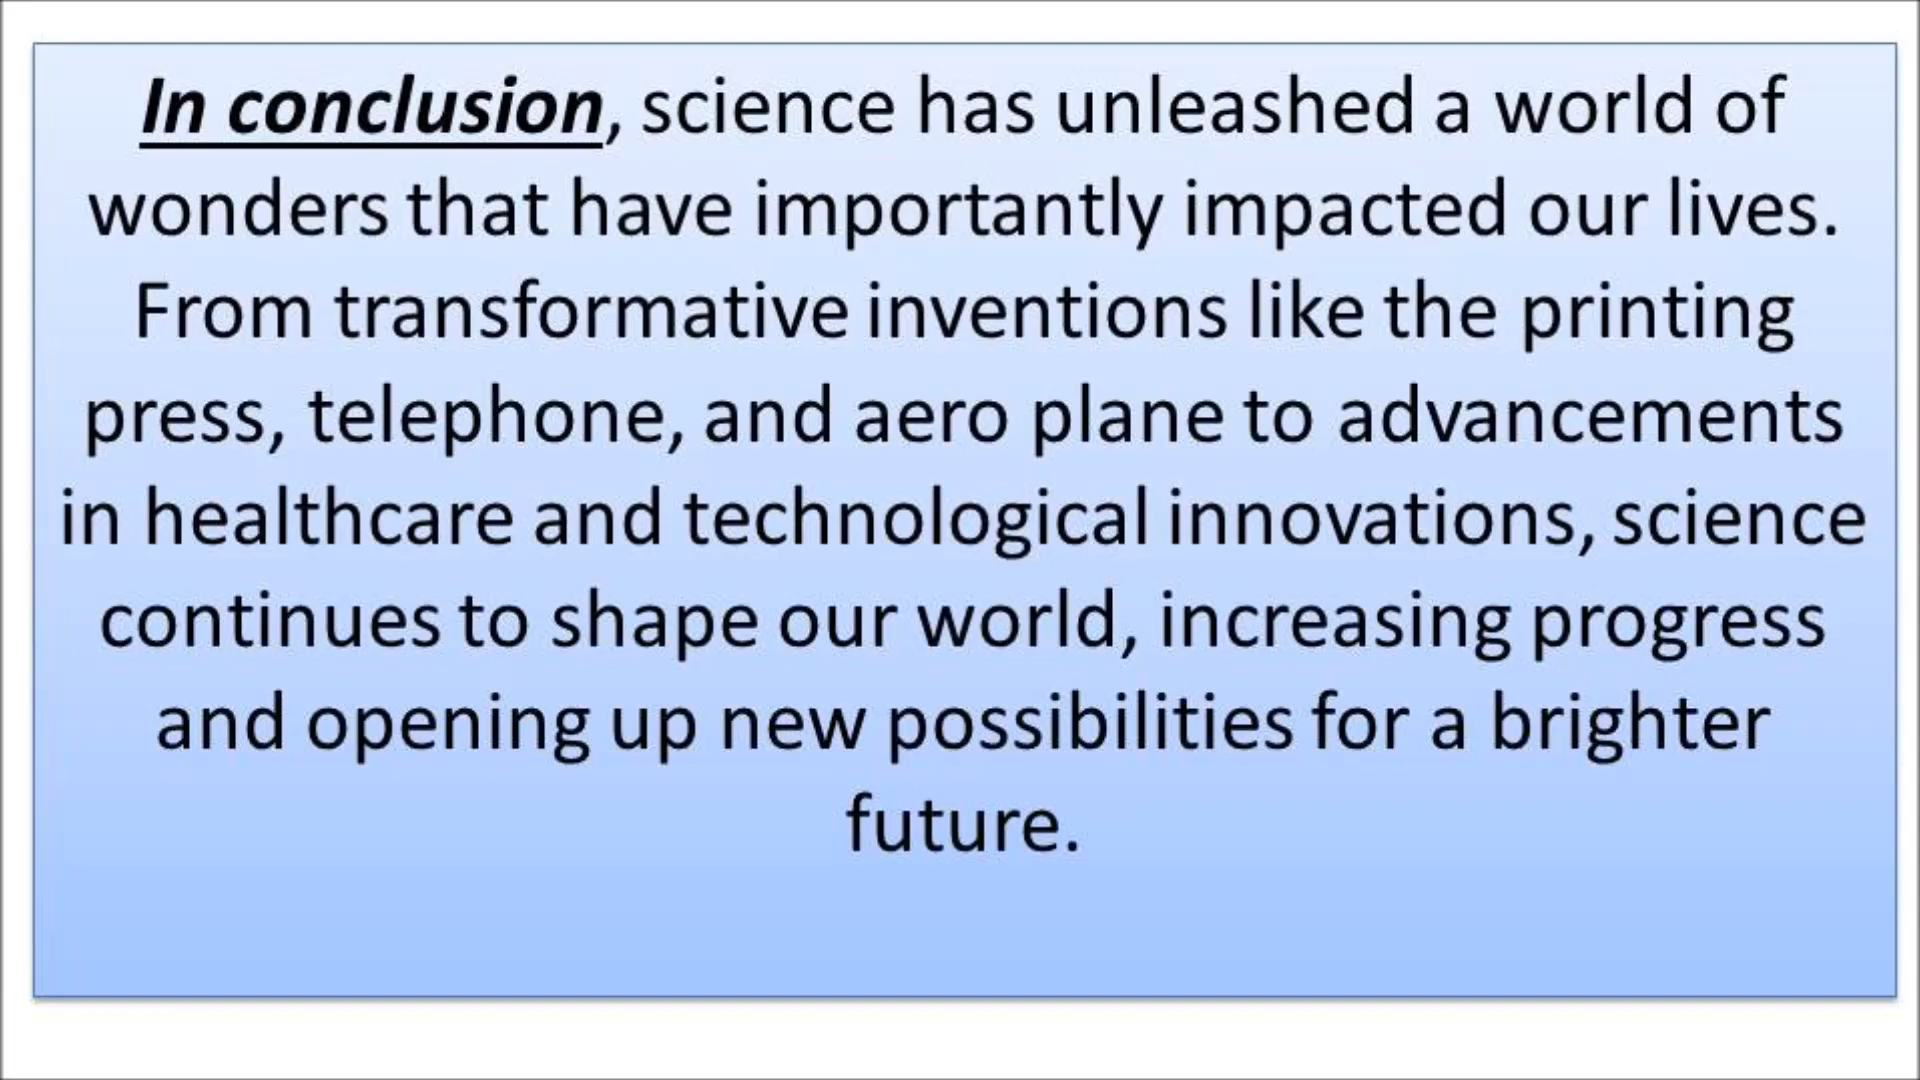 In conclusion, science has unleashed a world of
wonders that have importantly impacted our lives.
From transformative inventions like the printing
press, telephone, and aero plane to advancements
in healthcare and technological innovations, science
continues to shape our world, increasing progress
and opening up new possibilities for a brighter
future.